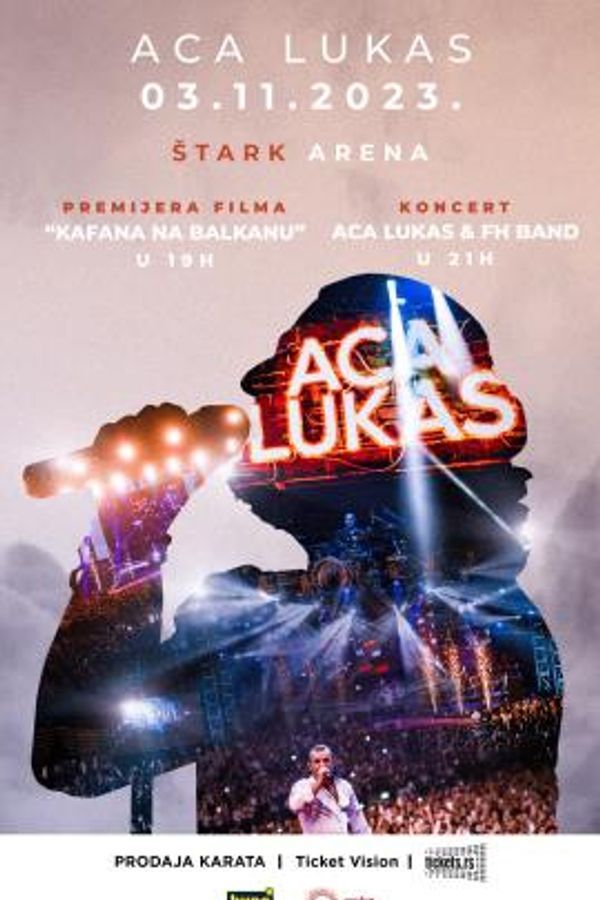 ACA LUKAS
03.11.2023.
ŠTARK ARENA
PREMIJERA FILMA
"KAFANA NA BALKANU"
U 19H
KONCERT
ACA LUKAS & FH BAND
U 21H
ACA
LUKAS
PRODAJA KARATA | Ticket Vision | tickets.rs